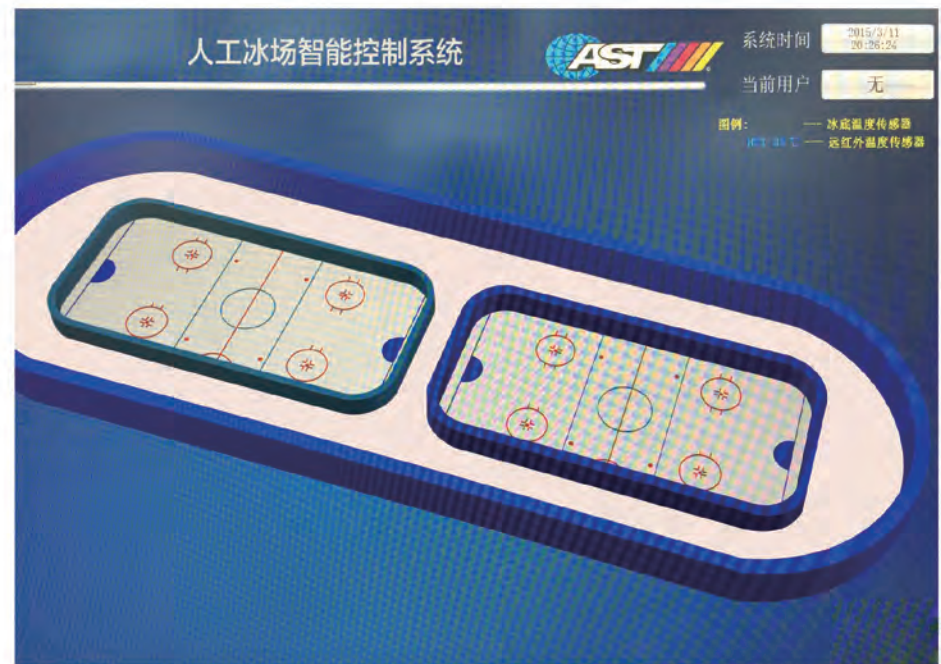 人工冰场智能控制系统
AST
系统时间
2015/3/11
20:26:24
当前用户
无
图例:
— 冰底温度传感器
— 远红外温度传感器